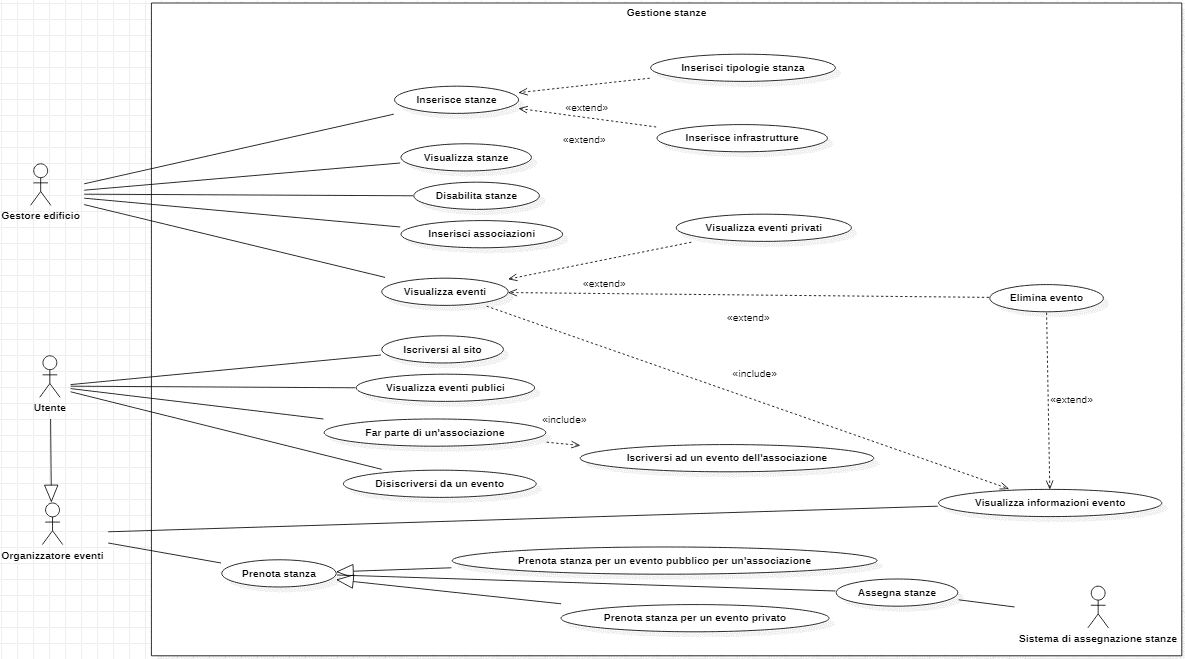 Gestione stanze
Inserisci tipologie stanza
Inserisce stanze
«extend»
Inserisce infrastrutture
«extend»
Visualizza stanze
Gestore edificio
Disabilita stanze
Inserisci associazioni
Visualizza eventi privati
Visualizza eventi
«extend»
Elimina evento
«extend»
Iscriversi al sito
«include»
Visualizza eventi publici
Utente
«extend»
«include»
Far parte di un'associazione
Iscriversi ad un evento dell'associazione
Disiscriversi da un evento
Visualizza informazioni evento
Organizzatore eventi
Prenota stanza per un evento pubblico per un'associazione
Prenota stanza
Assegna stanze
Prenota stanza per un evento privato
Sistema di assegnazione stanze